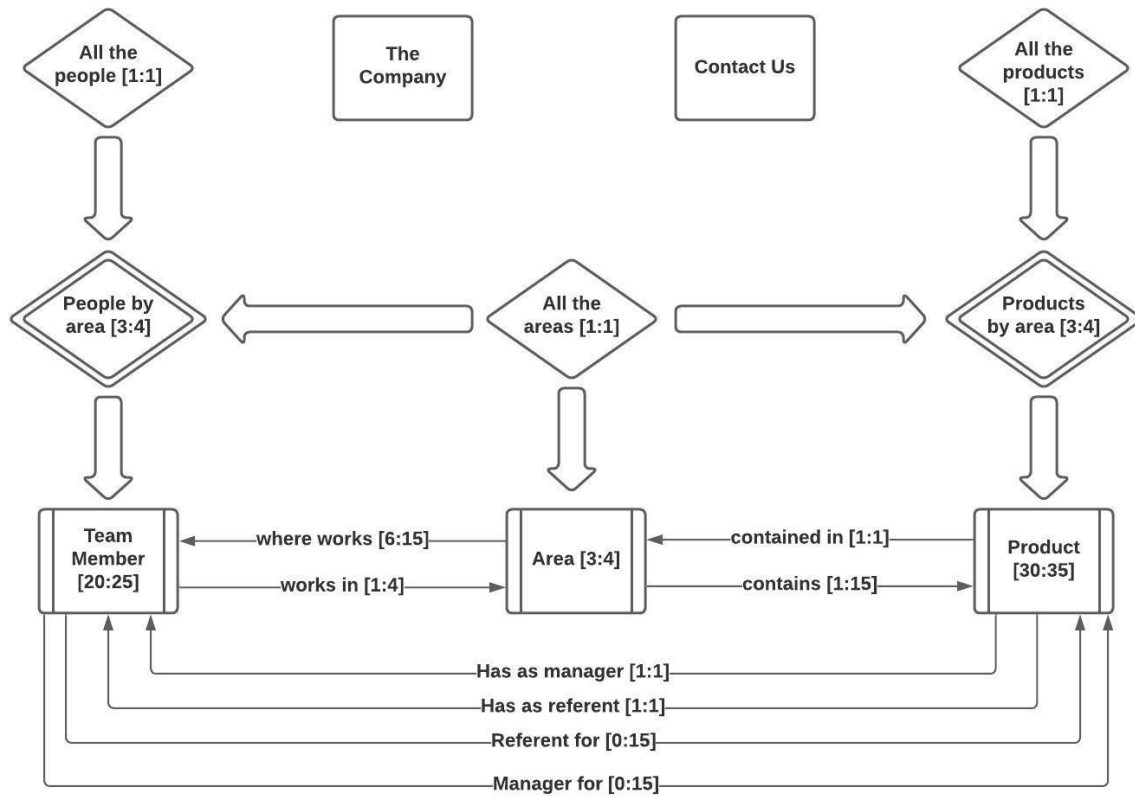 All the
people [1:1]
The
Company
Contact Us
All the
products
[1:1]
People by
area [3:4]
All the
areas [1:1]
Products
by area [3:4]
Team
Member
[20:25]
where works [6:15]
works in [1:4]
Area [3:4]
contained in [1:1]
contains [1:15]
Product
[30:35]
Has as manager [1:1]
Has as referent [1:1]
Referent for [0:15]
Manager for [0:15]